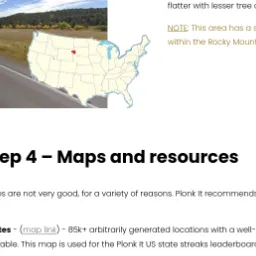 flatter with lesser tree
NOTE: This area has a s
within the Rocky Mount
ep 4 – Maps and resources
s are not very good, for a variety of reasons. Plonk It recommends
tes - (map link) - 85k+ arbitrarily generated locations with a well-
able. This map is used for the Plonk It US state streaks leaderboar